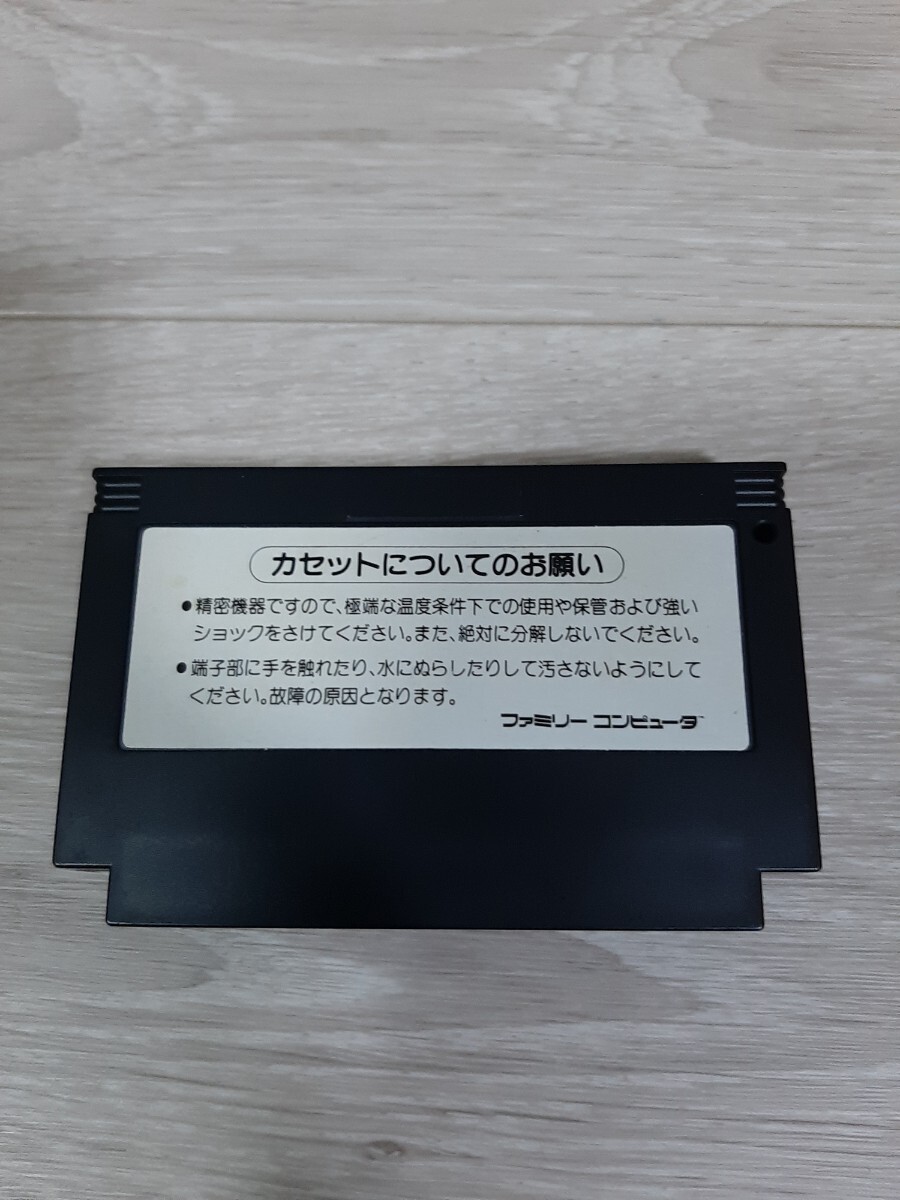 カセットについてのお願い
●精密機器ですので、極端な温度条件下での使用や保管および強い
ショックをさけてください。また、絶対に分解しないでください。
●端子部に手を触れたり、水にぬらしたりして汚さないようにして
ください。故障の原因となります。
ファミリー コンピュータ™